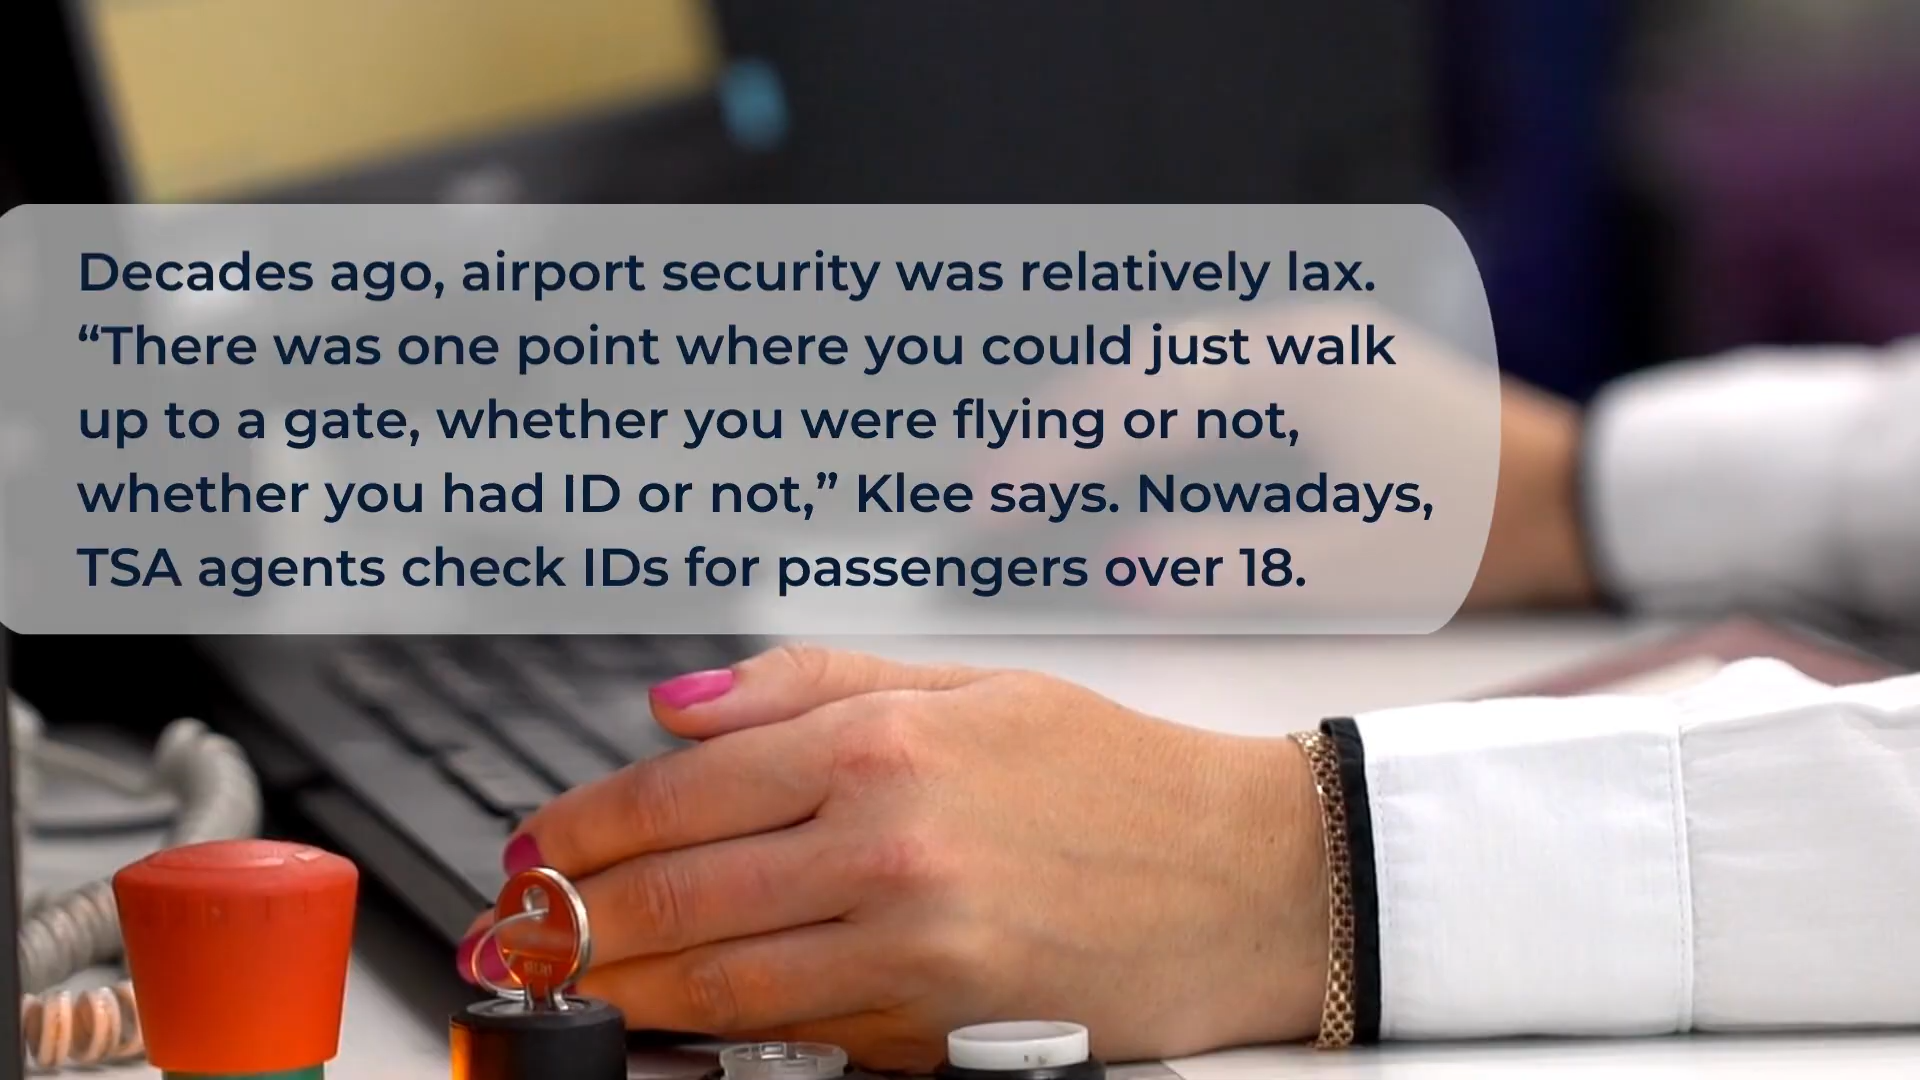 Decades ago, airport security was relatively lax.
“There was one point where you could just walk
up to a gate, whether you were flying or not,
whether you had ID or not,” Klee says. Nowadays,
TSA agents check IDs for passengers over 18.